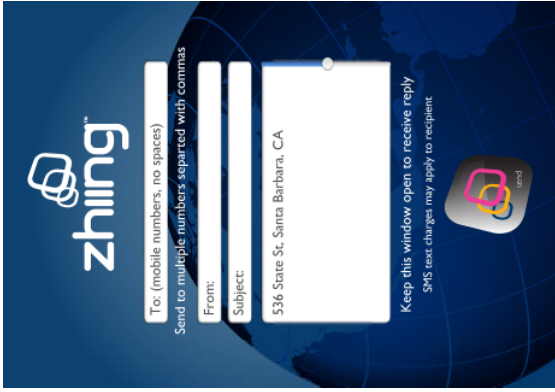 zhiing™
To: (mobile numbers, no spaces)
Send to multiple numbers separted with commas
From:
Subject:
536 State St, Santa Barbara, CA
Keep this window open to receive reply
SMS text charges may apply to recipient
send